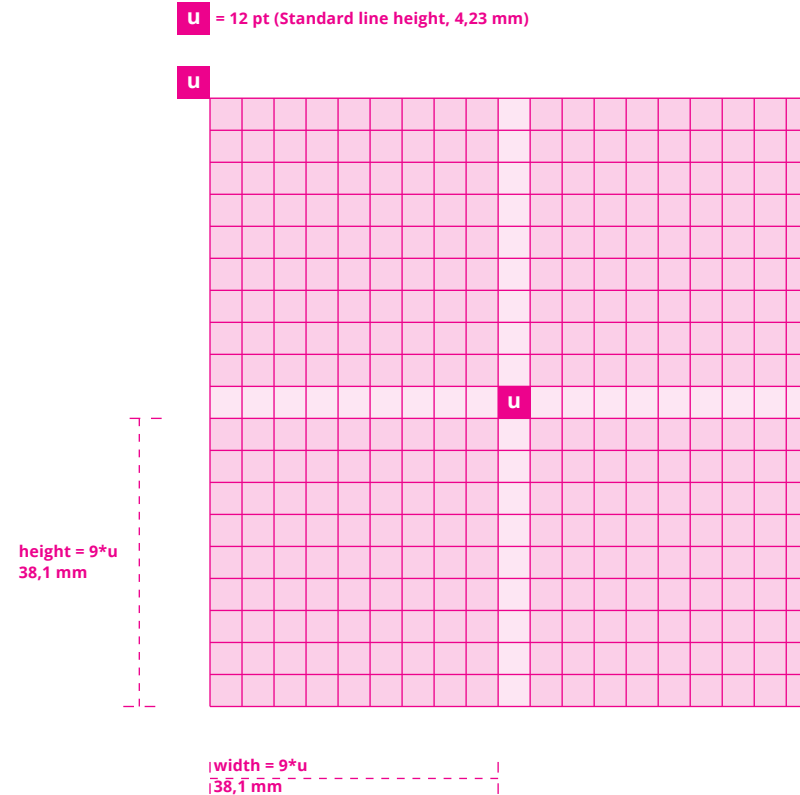 u = 12 pt (Standard line height, 4,23 mm)
u
u
height = 9*u
38,1 mm
width = 9*u
38,1 mm